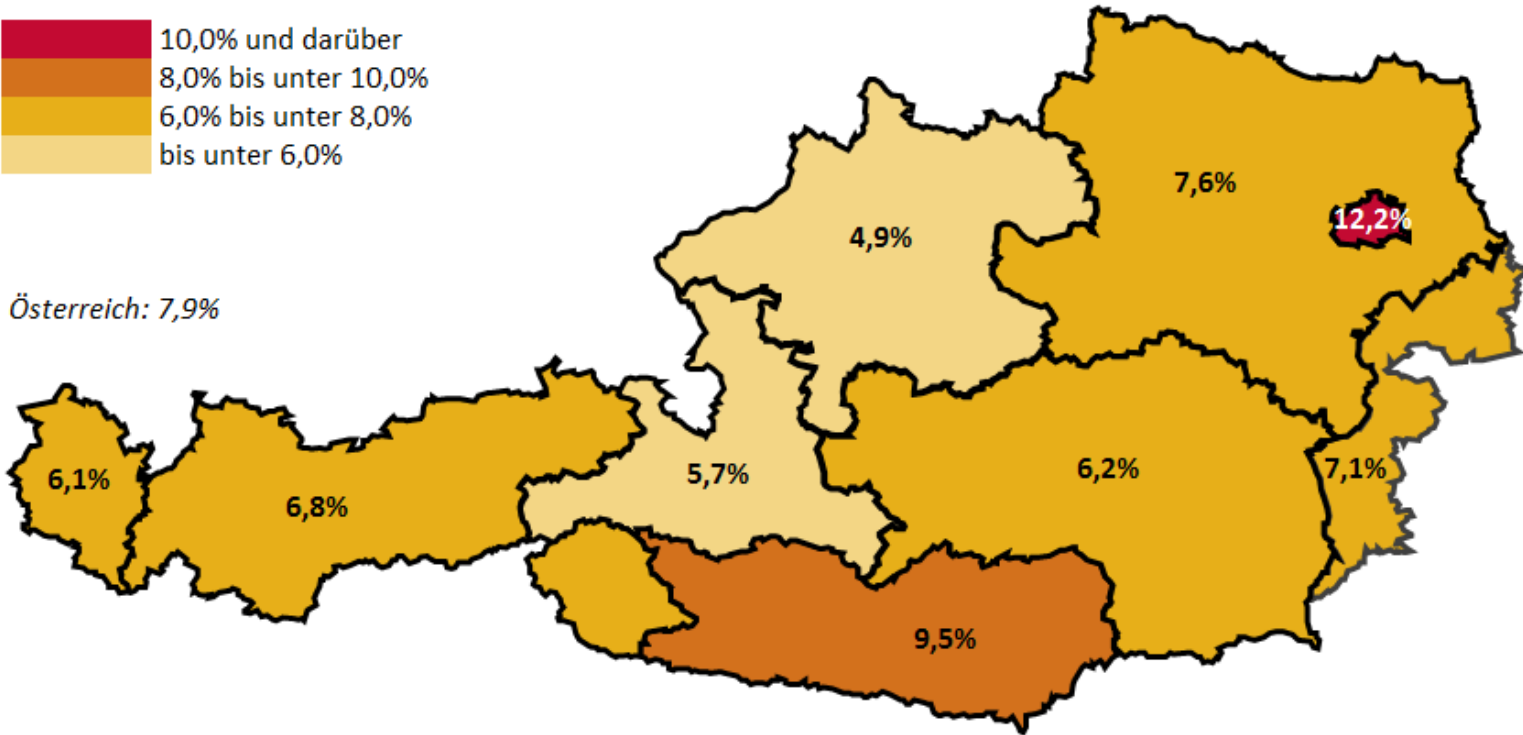 10,0% und darüber
8,0% bis unter 10,0%
6,0% bis unter 8,0%
bis unter 6,0%
7,6%
12,2%
4,9%
Österreich: 7,9%
6,1%
6,8%
5,7%
6,2%
7,1%
9,5%